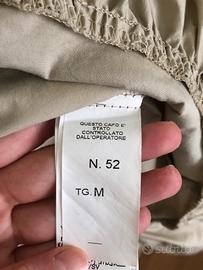 QUESTO CAPO E'
STATO
CONTROLLATO
DALL'OPERATORE
N. 52
TG. M